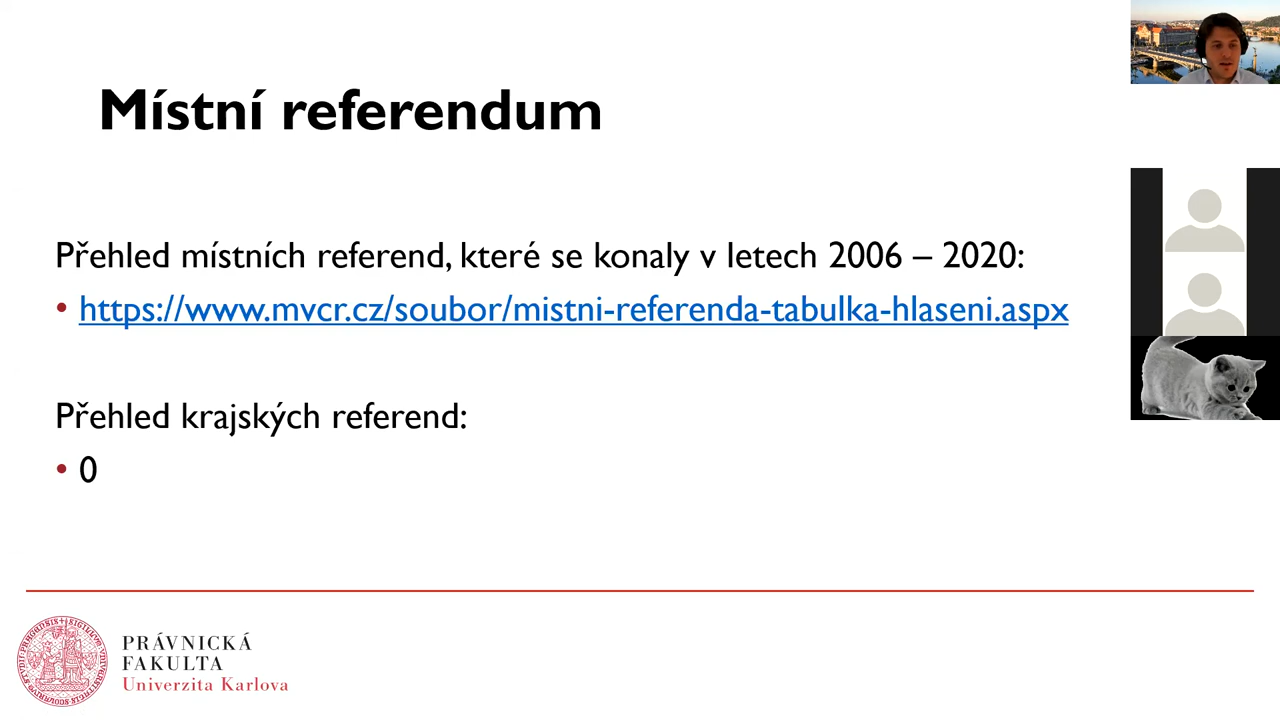 Místní referendum
Přehled místních referend, které se konaly v letech 2006 – 2020:
• https://www.mvcr.cz/soubor/mistni-referenda-tabulka-hlaseni.aspx
Přehled krajských referend:
• 0
PRÁVNICKÁ
FAKULTA
Univerzita Karlova